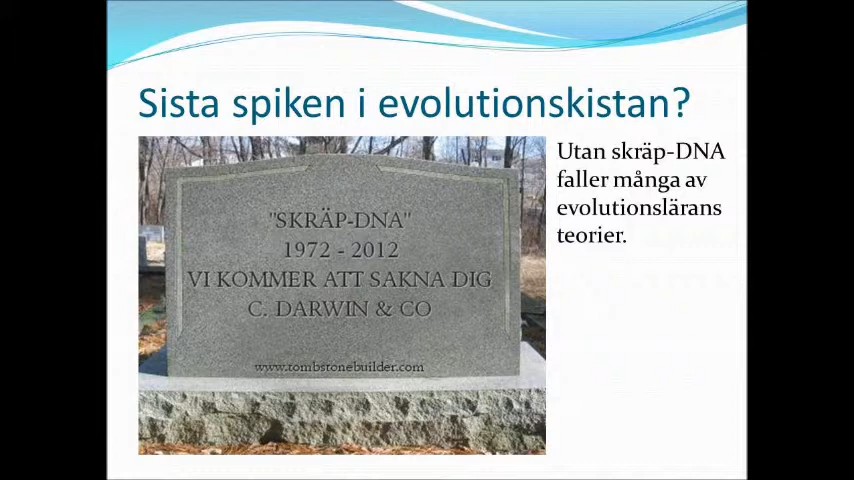 Sista spiken i evolutionskistan?
Utan skräp-DNA
faller många av
evolutionslärans
teorier.
"SKRÄP-DNA"
1972 - 2012
VI KOMMER ATT SAKNA DIG
C. DARWIN & CO
www.tombstonebuilder.com